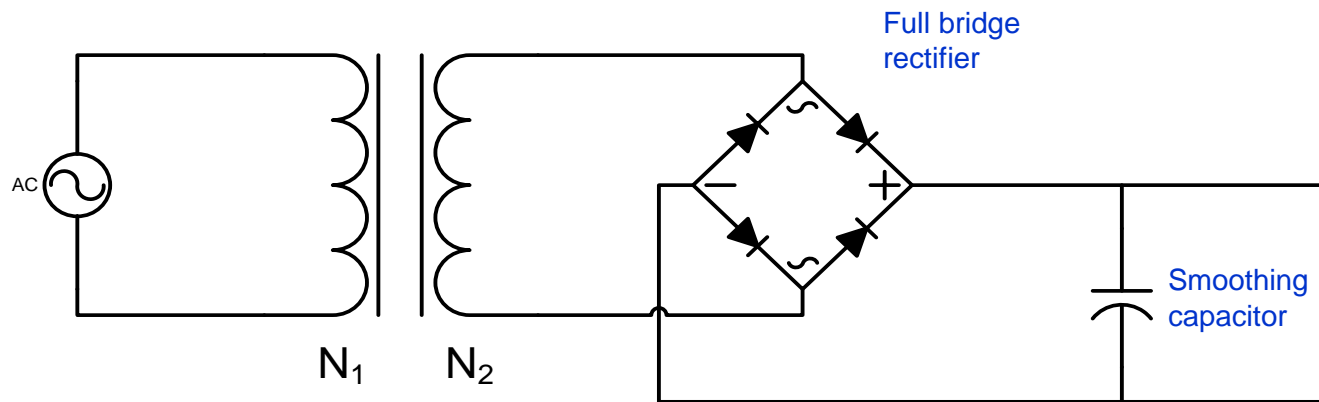 Full bridge
rectifier
AC
Smoothing
capacitor
N₁
N₂